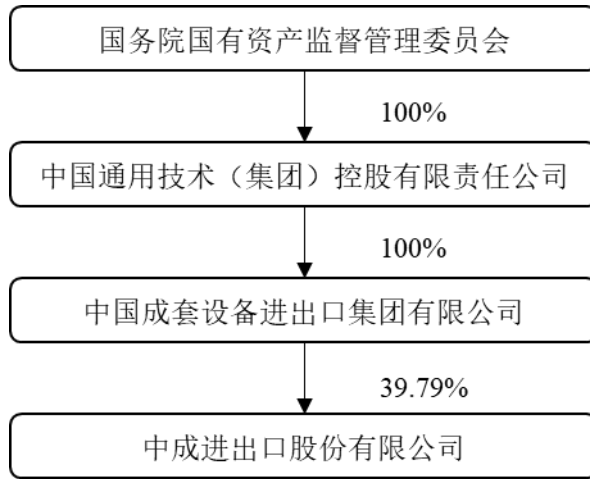 国务院国有资产监督管理委员会
100%
中国通用技术（集团）控股有限责任公司
100%
中国成套设备进出口集团有限公司
39.79%
中成进出口股份有限公司